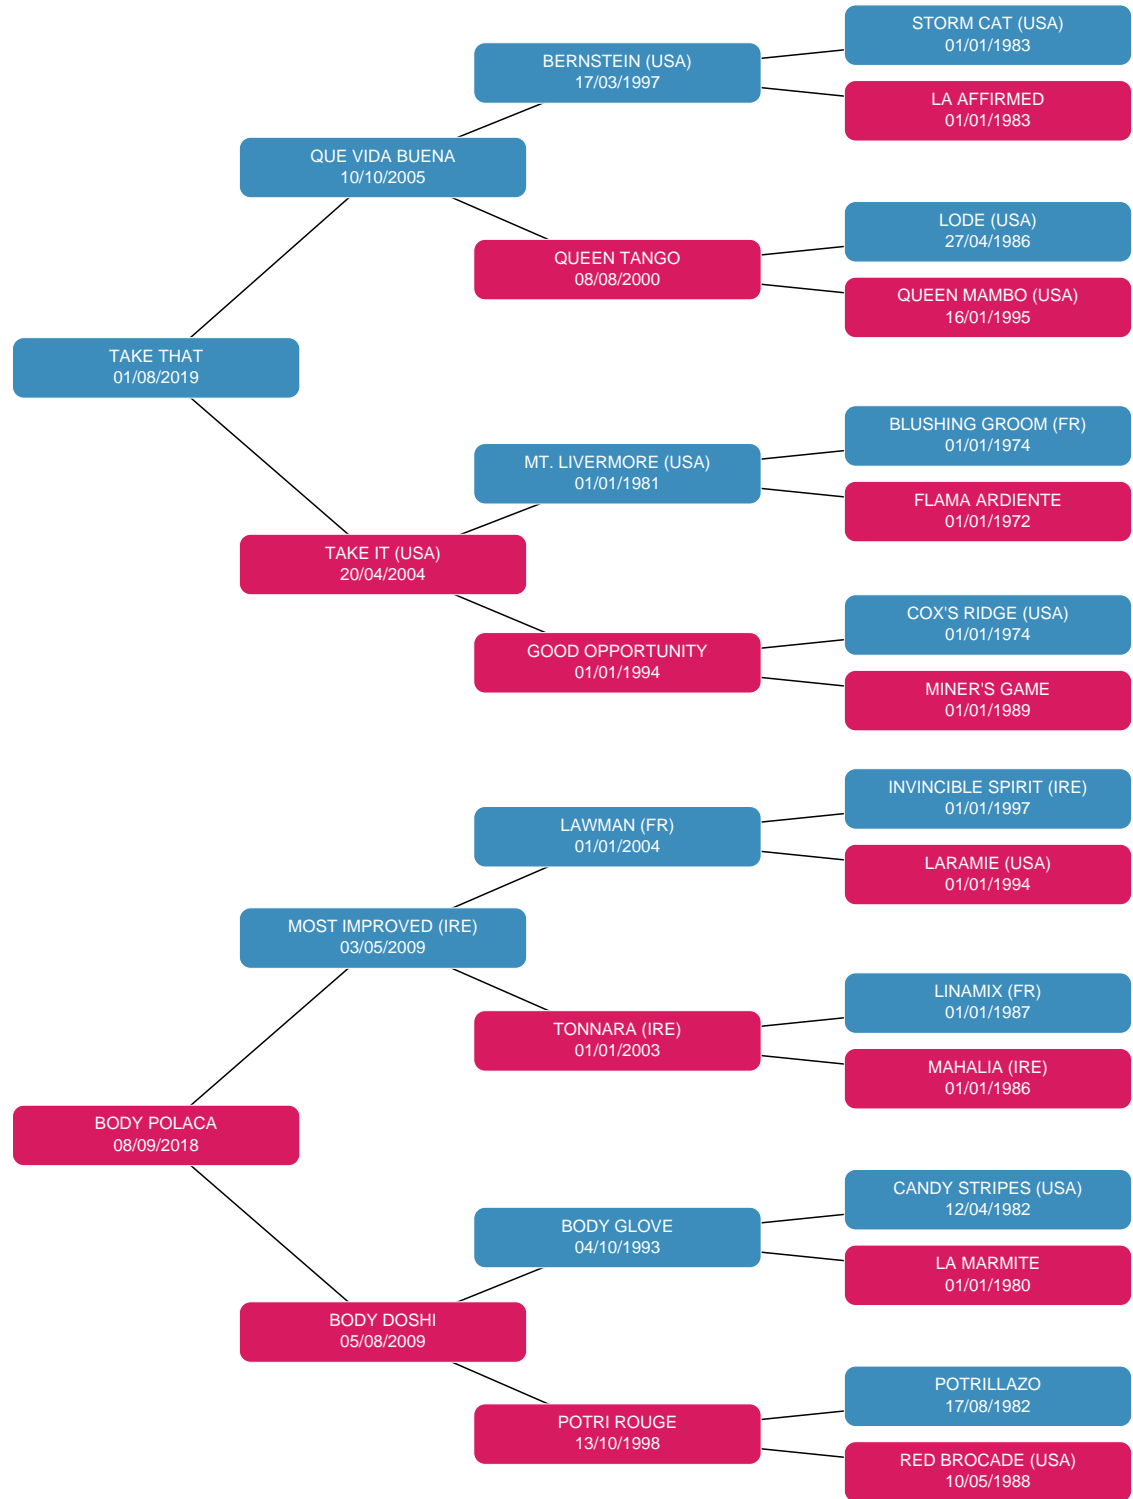 STORM CAT (USA)
01/01/1983
BERNSTEIN (USA)
17/03/1997
LA AFFIRMED
01/01/1983
QUE VIDA BUENA
10/10/2005
LODE (USA)
27/04/1986
QUEEN TANGO
08/08/2000
QUEEN MAMBO (USA)
16/01/1995
TAKE THAT
01/08/2019
BLUSHING GROOM (FR)
01/01/1974
MT. LIVERMORE (USA)
01/01/1981
FLAMA ARDIENTE
01/01/1972
TAKE IT (USA)
20/04/2004
COX'S RIDGE (USA)
01/01/1974
GOOD OPPORTUNITY
01/01/1994
MINER'S GAME
01/01/1989
INVINCIBLE SPIRIT (IRE)
01/01/1997
LAWMAN (FR)
01/01/2004
LARAMIE (USA)
01/01/1994
MOST IMPROVED (IRE)
03/05/2009
LINAMIX (FR)
01/01/1987
TONNARA (IRE)
01/01/2003
MAHALIA (IRE)
01/01/1986
BODY POLACA
08/09/2018
CANDY STRIPES (USA)
12/04/1982
BODY GLOVE
04/10/1993
LA MARMITE
01/01/1980
BODY DOSHI
05/08/2009
POTRILLAZO
17/08/1982
POTRI ROUGE
13/10/1998
RED BROCADE (USA)
10/05/1988